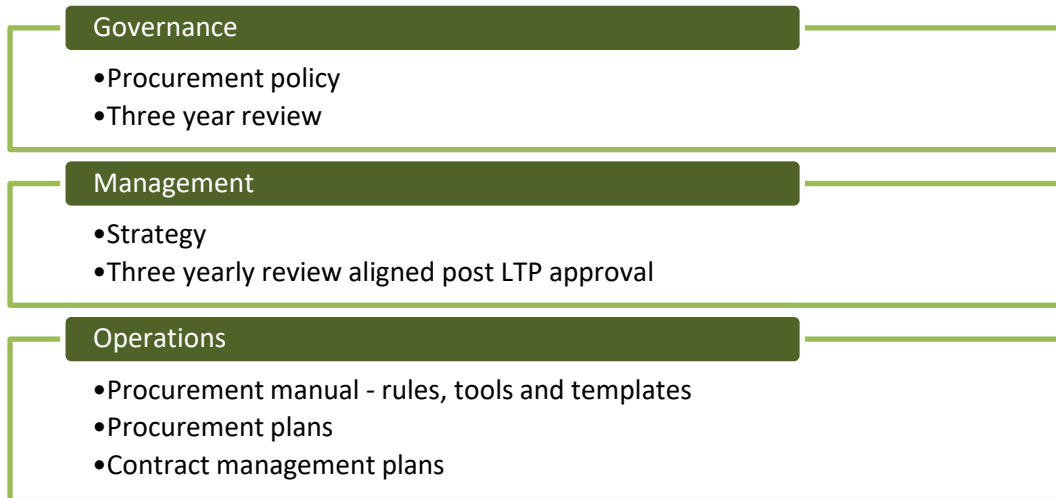 Governance
•Procurement policy
•Three year review
Management
•Strategy
•Three yearly review aligned post LTP approval
Operations
•Procurement manual - rules, tools and templates
•Procurement plans
•Contract management plans